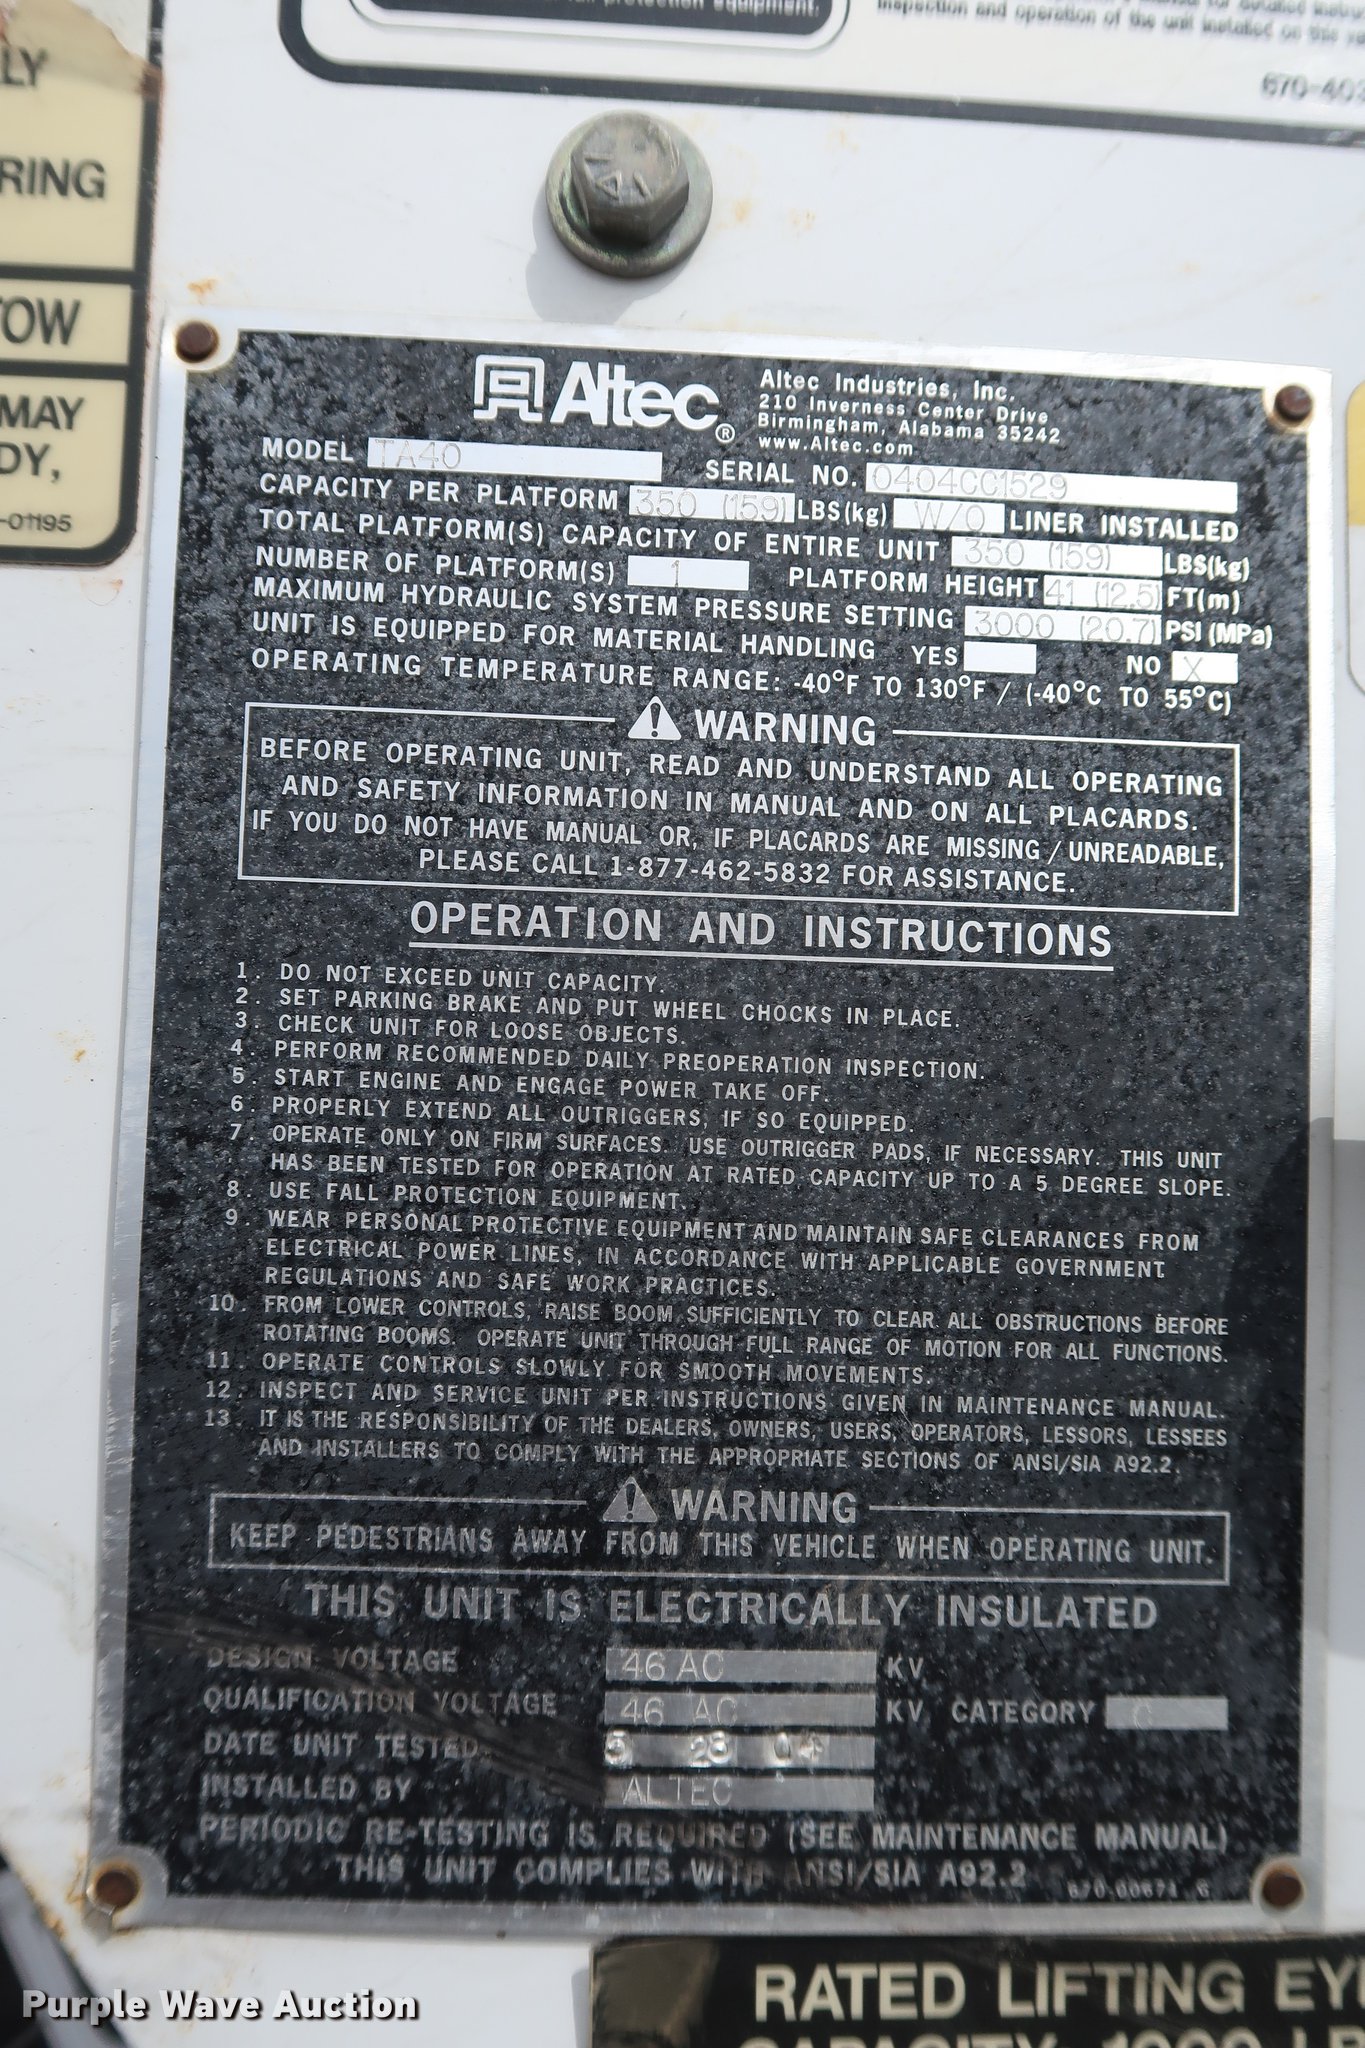 protection equipment.
inspection and operation of the unit installed on this
670-403
LY
RING
TOW
MAY
DY,
-01195
Altec®
Altec Industries, Inc.
210 Inverness Center Drive
Birmingham, Alabama 35242
www.Altec.com
MODEL TA40 SERIAL NO. 0404CC1529
CAPACITY PER PLATFORM 350 (159) LBS(kg) W/O LINER INSTALLED
TOTAL PLATFORM(S) CAPACITY OF ENTIRE UNIT 350 (159) LBS(kg)
NUMBER OF PLATFORM(S) 1 PLATFORM HEIGHT 41 (12.5) FT(m)
MAXIMUM HYDRAULIC SYSTEM PRESSURE SETTING 3000 (20.7) PSI (MPa)
UNIT IS EQUIPPED FOR MATERIAL HANDLING YES NO X
OPERATING TEMPERATURE RANGE: -40°F TO 130°F / (-40°C TO 55°C)
WARNING
BEFORE OPERATING UNIT, READ AND UNDERSTAND ALL OPERATING
AND SAFETY INFORMATION IN MANUAL AND ON ALL PLACARDS.
IF YOU DO NOT HAVE MANUAL OR, IF PLACARDS ARE MISSING/UNREADABLE,
PLEASE CALL 1-877-462-5832 FOR ASSISTANCE.
OPERATION AND INSTRUCTIONS
1. DO NOT EXCEED UNIT CAPACITY.
2. SET PARKING BRAKE AND PUT WHEEL CHOCKS IN PLACE.
3. CHECK UNIT FOR LOOSE OBJECTS.
4. PERFORM RECOMMENDED DAILY PREOPERATION INSPECTION.
5. START ENGINE AND ENGAGE POWER TAKE OFF.
6. PROPERLY EXTEND ALL OUTRIGGERS, IF SO EQUIPPED.
7. OPERATE ONLY ON FIRM SURFACES. USE OUTRIGGER PADS, IF NECESSARY. THIS UNIT
HAS BEEN TESTED FOR OPERATION AT RATED CAPACITY UP TO A 5 DEGREE SLOPE.
8. USE FALL PROTECTION EQUIPMENT.
9. WEAR PERSONAL PROTECTIVE EQUIPMENT AND MAINTAIN SAFE CLEARANCES FROM
ELECTRICAL POWER LINES, IN ACCORDANCE WITH APPLICABLE GOVERNMENT
REGULATIONS AND SAFE WORK PRACTICES.
10. FROM LOWER CONTROLS, RAISE BOOM SUFFICIENTLY TO CLEAR ALL OBSTRUCTIONS BEFORE
ROTATING BOOMS. OPERATE UNIT THROUGH FULL RANGE OF MOTION FOR ALL FUNCTIONS.
11. OPERATE CONTROLS SLOWLY FOR SMOOTH MOVEMENTS.
12. INSPECT AND SERVICE UNIT PER INSTRUCTIONS GIVEN IN MAINTENANCE MANUAL.
13. IT IS THE RESPONSIBILITY OF THE DEALERS, OWNERS, USERS, OPERATORS, LESSORS, LESSEES
AND INSTALLERS TO COMPLY WITH THE APPROPRIATE SECTIONS OF ANSI/SIA A92.2.
WARNING
KEEP PEDESTRIANS AWAY FROM THIS VEHICLE WHEN OPERATING UNIT.
THIS UNIT IS ELECTRICALLY INSULATED
DESIGN VOLTAGE 46 AC KV
QUALIFICATION VOLTAGE 46 AC KV CATEGORY C
DATE UNIT TESTED 5 28 04
INSTALLED BY ALTEC
PERIODIC RE-TESTING IS REQUIRED (SEE MAINTENANCE MANUAL)
THIS UNIT COMPLIES WITH ANSI/SIA A92.2 670-00671 G
RATED LIFTING EY
CAPACITY 1000 LB
Purple Wave Auction